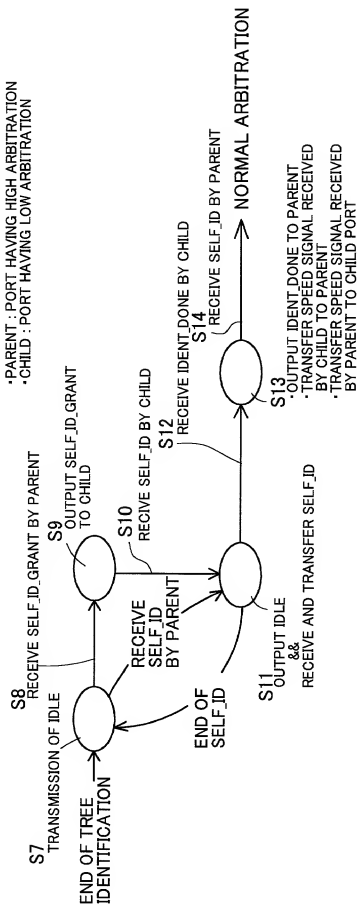 ・PARENT : PORT HAVING HIGH ARBITRATION
・CHILD : PORT HAVING LOW ARBITRATION
S7
TRANSMISSION OF IDLE
END OF TREE
IDENTIFICATION
S8
RECEIVE SELF_ID_GRANT BY PARENT
S9
OUTPUT SELF_ID_GRANT
TO CHILD
S10
RECIVE SELF_ID BY CHILD
RECEIVE
SELF_ID
BY PARENT
END OF
SELF_ID
S11
OUTPUT IDLE
&&
RECEIVE AND TRANSFER SELF_ID
S12
RECEIVE IDENT_DONE BY CHILD
S14
RECEIVE SELF_ID BY PARENT
NORMAL ARBITRATION
S13
・OUTPUT IDENT_DONE TO PARENT
・TRANSFER SPEED SIGNAL RECEIVED
BY CHILD TO PARENT
・TRANSFER SPEED SIGNAL RECEIVED
BY PARENT TO CHILD PORT